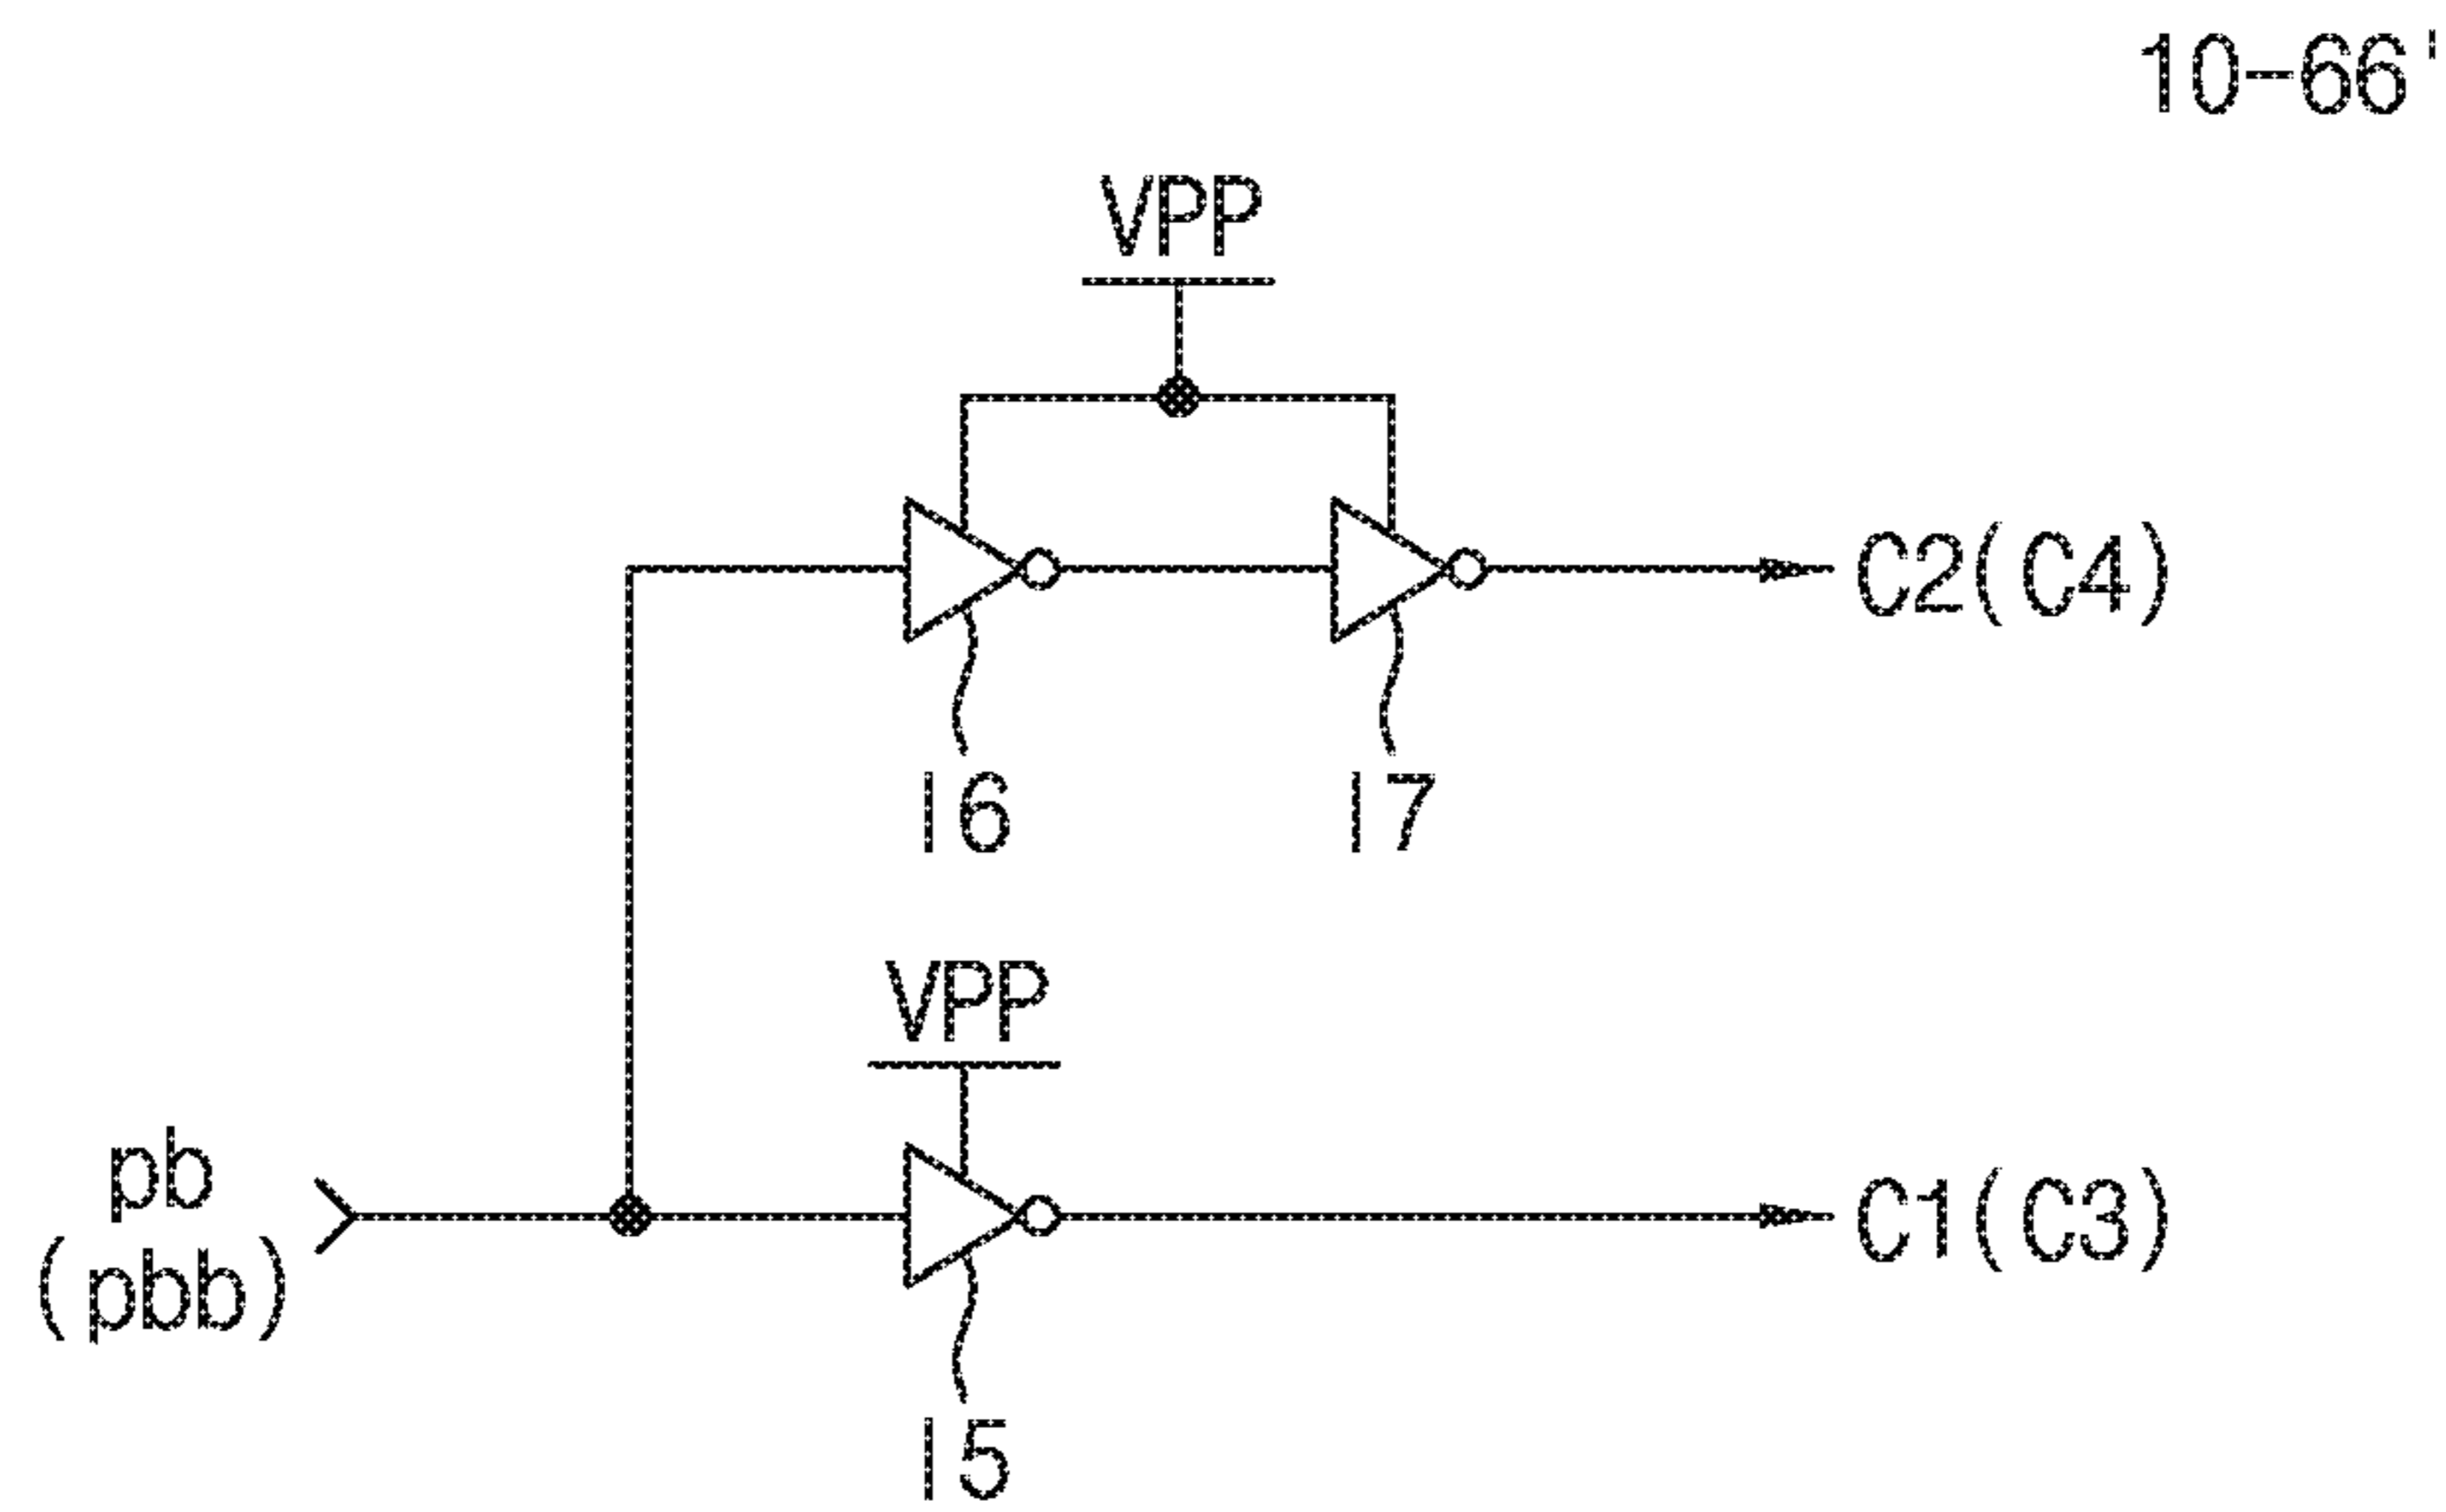 10-66'
VPP
C2(C4)
I6
I7
VPP
pb
(pbb)
C1(C3)
I5